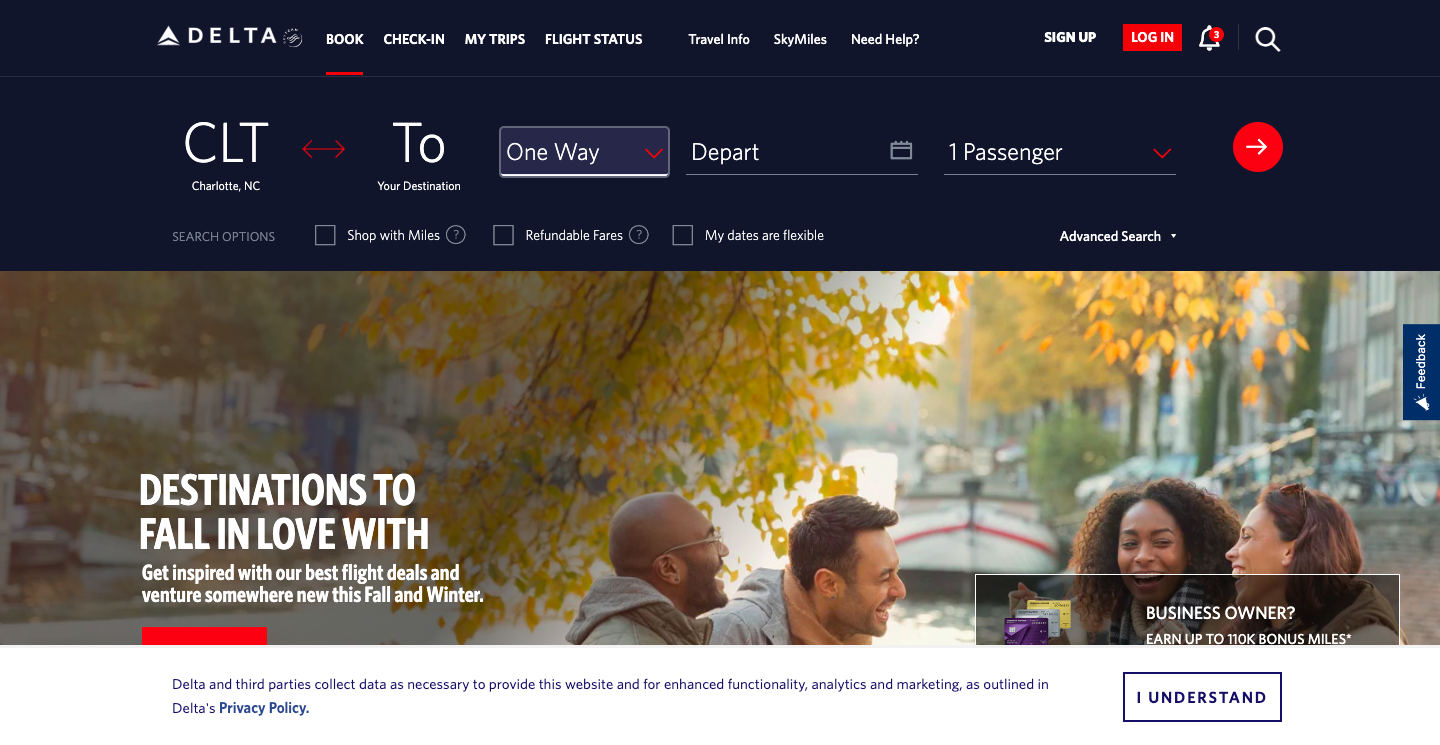 DELTA
BOOK CHECK-IN MY TRIPS FLIGHT STATUS Travel Info SkyMiles Need Help? SIGN UP LOG IN 3
CLT To One Way Depart 1 Passenger
Charlotte, NC Your Destination
SEARCH OPTIONS Shop with Miles ? Refundable Fares ? My dates are flexible Advanced Search
Feedback
DESTINATIONS TO
FALL IN LOVE WITH
Get inspired with our best flight deals and
venture somewhere new this Fall and Winter.
BUSINESS OWNER?
EARN UP TO 110K BONUS MILES*
Delta and third parties collect data as necessary to provide this website and for enhanced functionality, analytics and marketing, as outlined in
Delta's Privacy Policy.
I UNDERSTAND